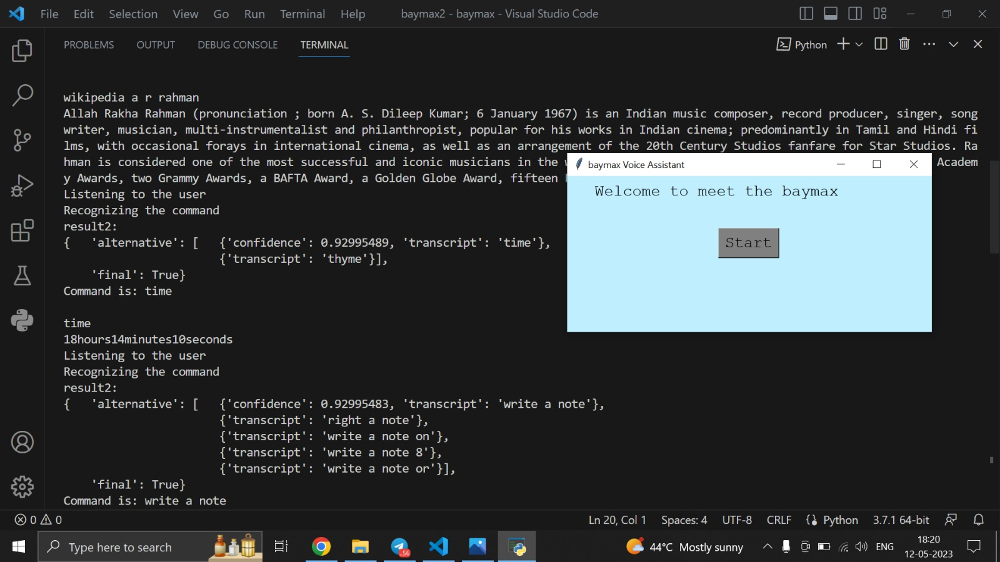 File Edit Selection View Go Run Terminal Help baymax2 - baymax - Visual Studio Code
PROBLEMS OUTPUT DEBUG CONSOLE TERMINAL Python
wikipedia a r rahman
Allah Rakha Rahman (pronunciation ; born A. S. Dileep Kumar; 6 January 1967) is an Indian music composer, record producer, singer, song
writer, musician, multi-instrumentalist and philanthropist, popular for his works in Indian cinema; predominantly in Tamil and Hindi fi
lms, with occasional forays in international cinema, as well as an arrangement of the 20th Century Studios fanfare for Star Studios. Ra
hman is considered one of the most successful and iconic musicians in the Academ
y Awards, two Grammy Awards, a BAFTA Award, a Golden Globe Award, fifteen
Listening to the user
Recognizing the command
result2:
{ 'alternative': [ {'confidence': 0.92995489, 'transcript': 'time'},
{'transcript': 'thyme'}],
'final': True}
Command is: time
time
18hours14minutes10seconds
Listening to the user
Recognizing the command
result2:
{ 'alternative': [ {'confidence': 0.92995483, 'transcript': 'write a note'},
{'transcript': 'right a note'},
{'transcript': 'write a note on'},
{'transcript': 'write a note 8'},
{'transcript': 'write a note or'}],
'final': True}
Command is: write a note
baymax Voice Assistant
Welcome to meet the baymax
Start
0 0 Ln 20, Col 1 Spaces: 4 UTF-8 CRLF Python 3.7.1 64-bit
Type here to search .56 44°C Mostly sunny ENG 18:20
12-05-2023